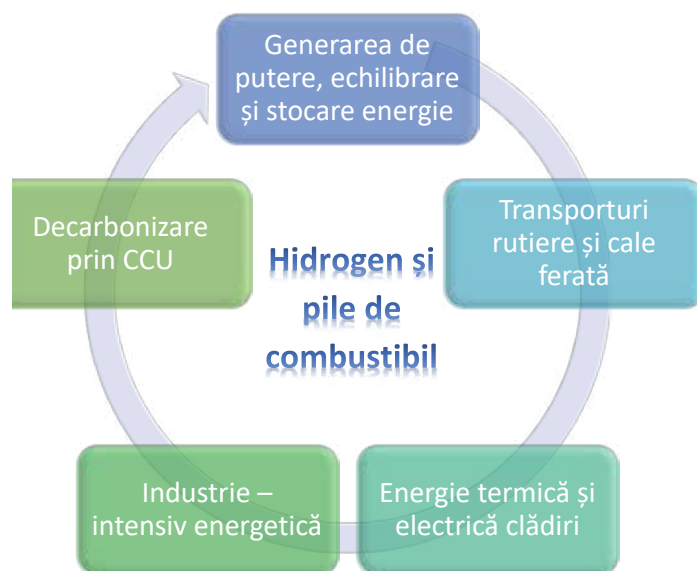 Generarea de
putere, echilibrare
și stocare energie
Transporturi
rutiere și cale
ferată
Energie termică și
electrică clădiri
Industrie –
intensiv energetică
Decarbonizare
prin CCU
Hidrogen și
pile de
combustibil